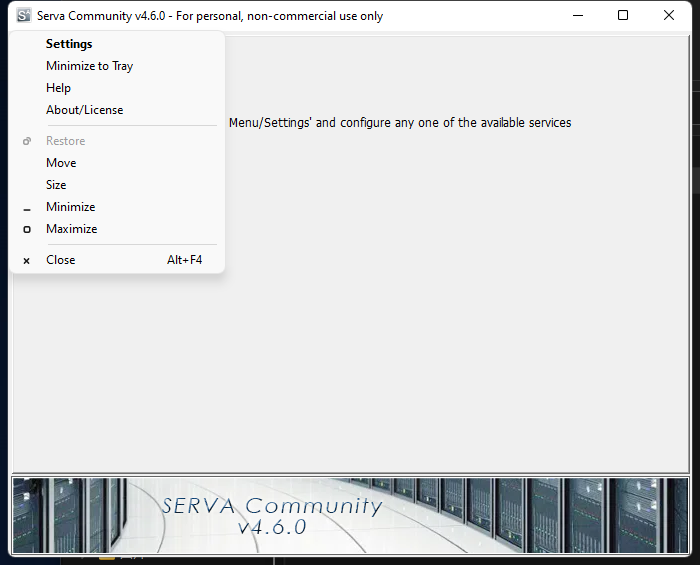 Serva Community v4.6.0 - For personal, non-commercial use only
Settings
Minimize to Tray
Help
About/License
Menu/Settings' and configure any one of the available services
Restore
Move
Size
Minimize
Maximize
Close Alt+F4
SERVA Community
v4.6.0